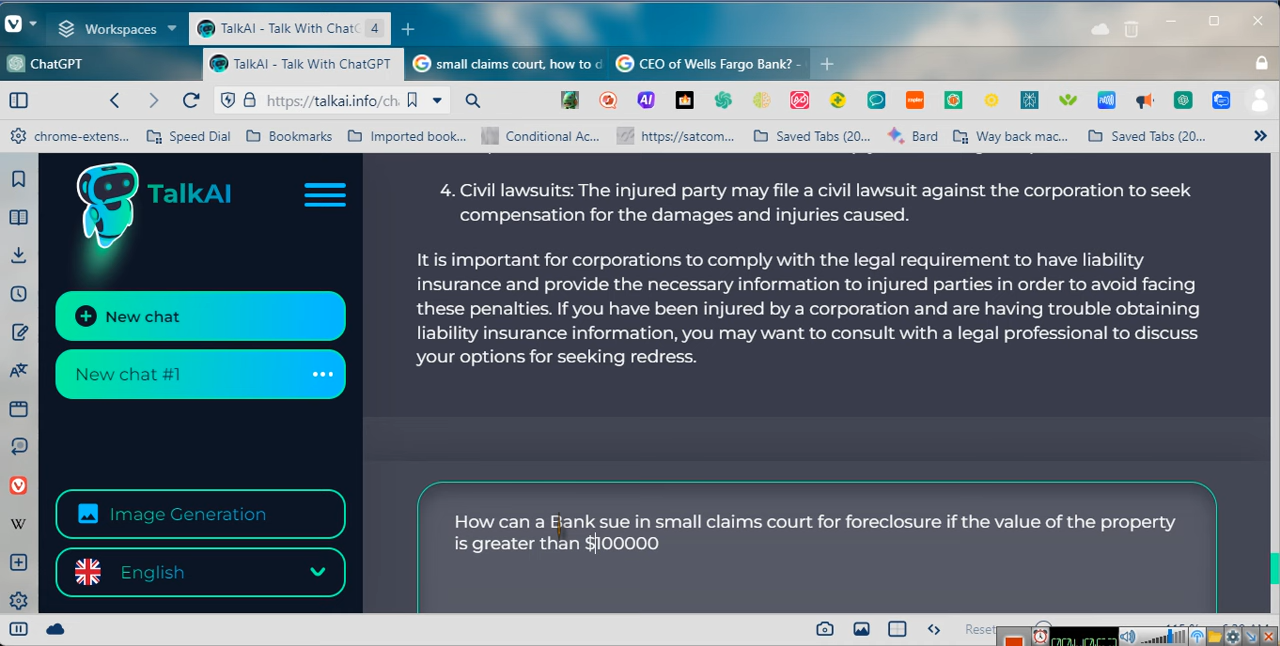 Workspaces
TalkAI - Talk With ChatG 4
ChatGPT
TalkAI - Talk With ChatGPT
small claims court, how to d
CEO of Wells Fargo Bank? -
https://talkai.info/cha
AI
chrome-extens...
Speed Dial
Bookmarks
Imported book...
Conditional Ac...
https://satcom...
Saved Tabs (20...
Bard
Way back mac...
Saved Tabs (20...
TalkAI
New chat
New chat #1
Image Generation
English
4. Civil lawsuits: The injured party may file a civil lawsuit against the corporation to seek
compensation for the damages and injuries caused.
It is important for corporations to comply with the legal requirement to have liability
insurance and provide the necessary information to injured parties in order to avoid facing
these penalties. If you have been injured by a corporation and are having trouble obtaining
liability insurance information, you may want to consult with a legal professional to discuss
your options for seeking redress.
How can a Bank sue in small claims court for foreclosure if the value of the property
is greater than $100000
Reset